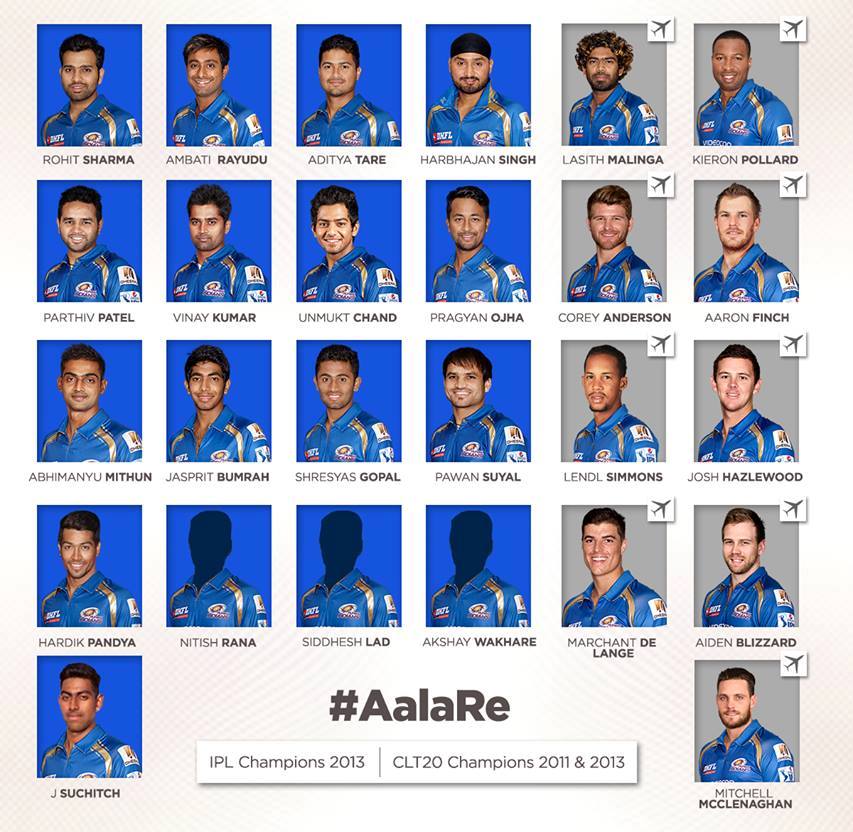 ROHIT SHARMA
AMBATI RAYUDU
ADITYA TARE
HARBHAJAN SINGH
LASITH MALINGA
KIERON POLLARD
PARTHIV PATEL
VINAY KUMAR
UNMUKT CHAND
PRAGYAN OJHA
COREY ANDERSON
AARON FINCH
ABHIMANYU MITHUN
JASPRIT BUMRAH
SHRESYAS GOPAL
PAWAN SUYAL
LENDL SIMMONS
JOSH HAZLEWOOD
HARDIK PANDYA
NITISH RANA
SIDDHESH LAD
AKSHAY WAKHARE
MARCHANT DE
LANGE
AIDEN BLIZZARD
J SUCHITCH
#AalaRe
IPL Champions 2013
CLT20 Champions 2011 & 2013
MITCHELL
MCCLENAGHAN